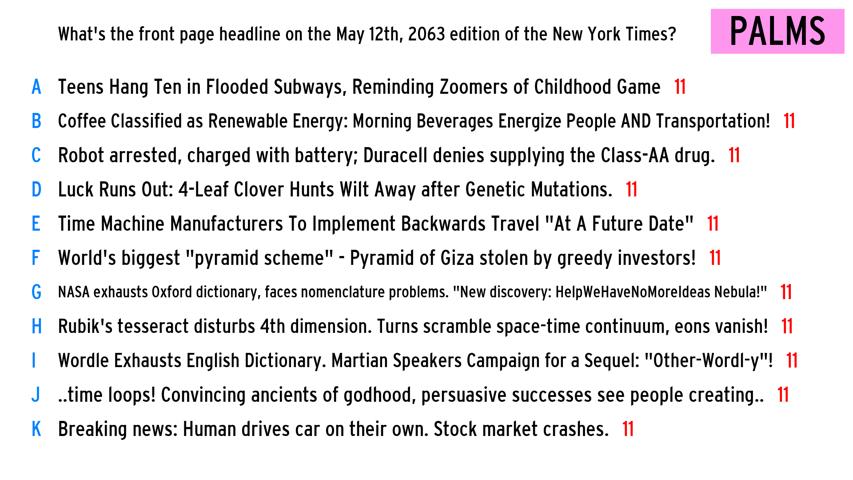 What's the front page headline on the May 12th, 2063 edition of the New York Times?
PALMS
A Teens Hang Ten in Flooded Subways, Reminding Zoomers of Childhood Game 11
B Coffee Classified as Renewable Energy: Morning Beverages Energize People AND Transportation! 11
C Robot arrested, charged with battery; Duracell denies supplying the Class-AA drug. 11
D Luck Runs Out: 4-Leaf Clover Hunts Wilt Away after Genetic Mutations. 11
E Time Machine Manufacturers To Implement Backwards Travel "At A Future Date" 11
F World's biggest "pyramid scheme" - Pyramid of Giza stolen by greedy investors! 11
G NASA exhausts Oxford dictionary, faces nomenclature problems. "New discovery: HelpWeHaveNoMoreIdeas Nebula!" 11
H Rubik's tesseract disturbs 4th dimension. Turns scramble space-time continuum, eons vanish! 11
I Wordle Exhausts English Dictionary. Martian Speakers Campaign for a Sequel: "Other-Wordl-y"! 11
J ..time loops! Convincing ancients of godhood, persuasive successes see people creating.. 11
K Breaking news: Human drives car on their own. Stock market crashes. 11